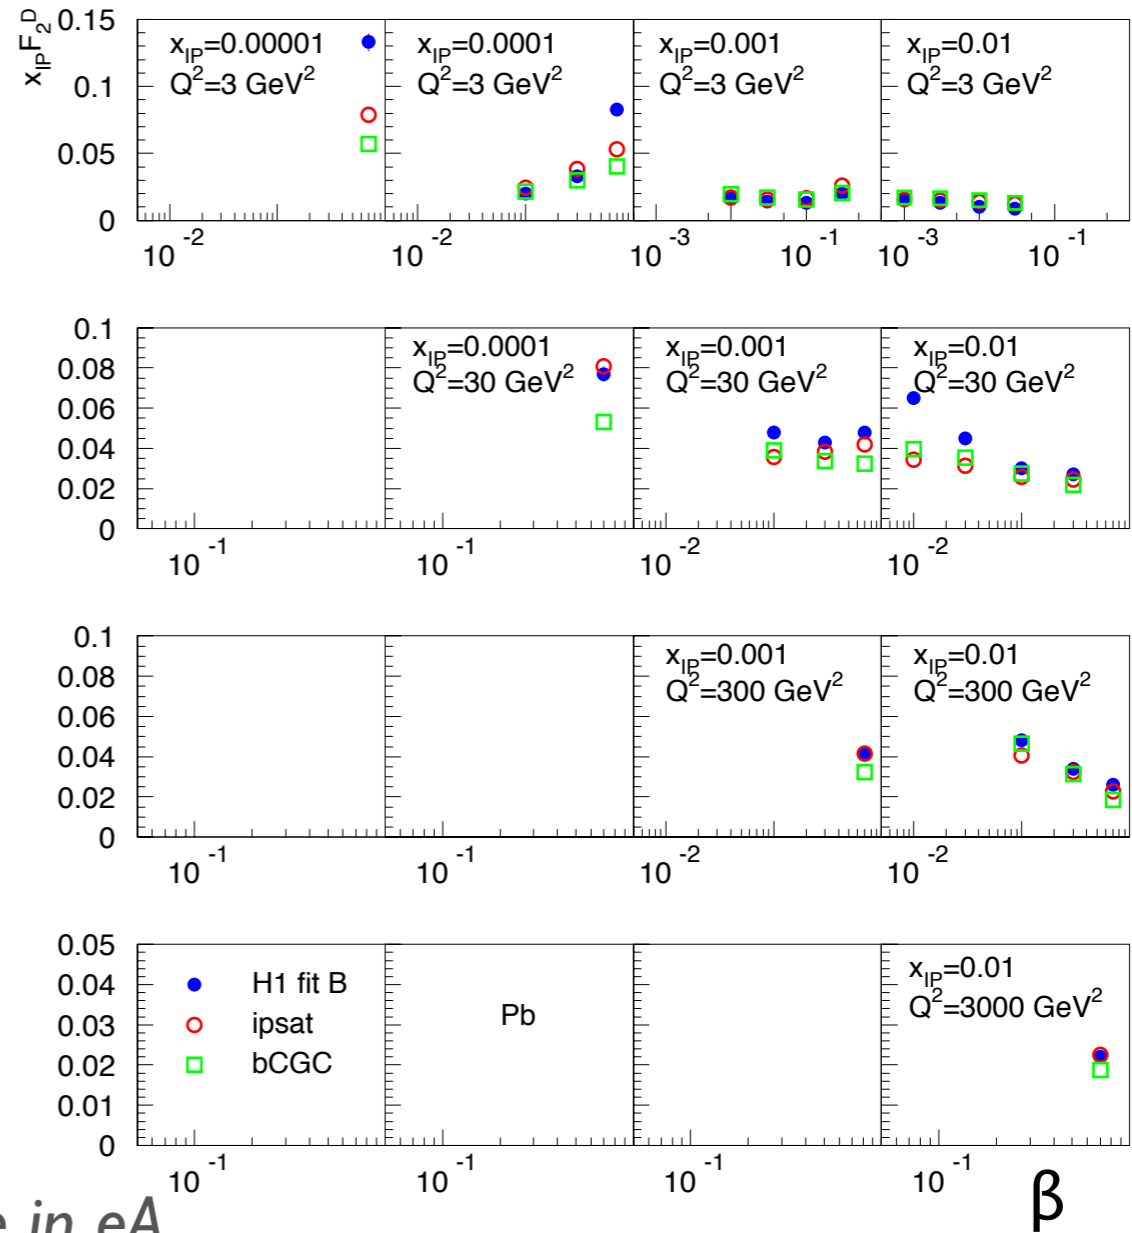 x_IP F_2^D
0.15
0.1
0.05
0
x_IP=0.00001
Q^2=3 GeV^2
x_IP=0.0001
Q^2=3 GeV^2
x_IP=0.001
Q^2=3 GeV^2
x_IP=0.01
Q^2=3 GeV^2
10^-2 10^-2 10^-3 10^-1 10^-3 10^-1
0.1
0.08
0.06
0.04
0.02
0
x_IP=0.0001
Q^2=30 GeV^2
x_IP=0.001
Q^2=30 GeV^2
x_IP=0.01
Q^2=30 GeV^2
10^-1 10^-1 10^-2 10^-2
0.1
0.08
0.06
0.04
0.02
0
x_IP=0.001
Q^2=300 GeV^2
x_IP=0.01
Q^2=300 GeV^2
10^-1 10^-1 10^-2 10^-2
0.05
0.04
0.03
0.02
0.01
0
H1 fit B
ipsat
bCGC
Pb
x_IP=0.01
Q^2=3000 GeV^2
10^-1 10^-1 10^-1 10^-1
β
in eA